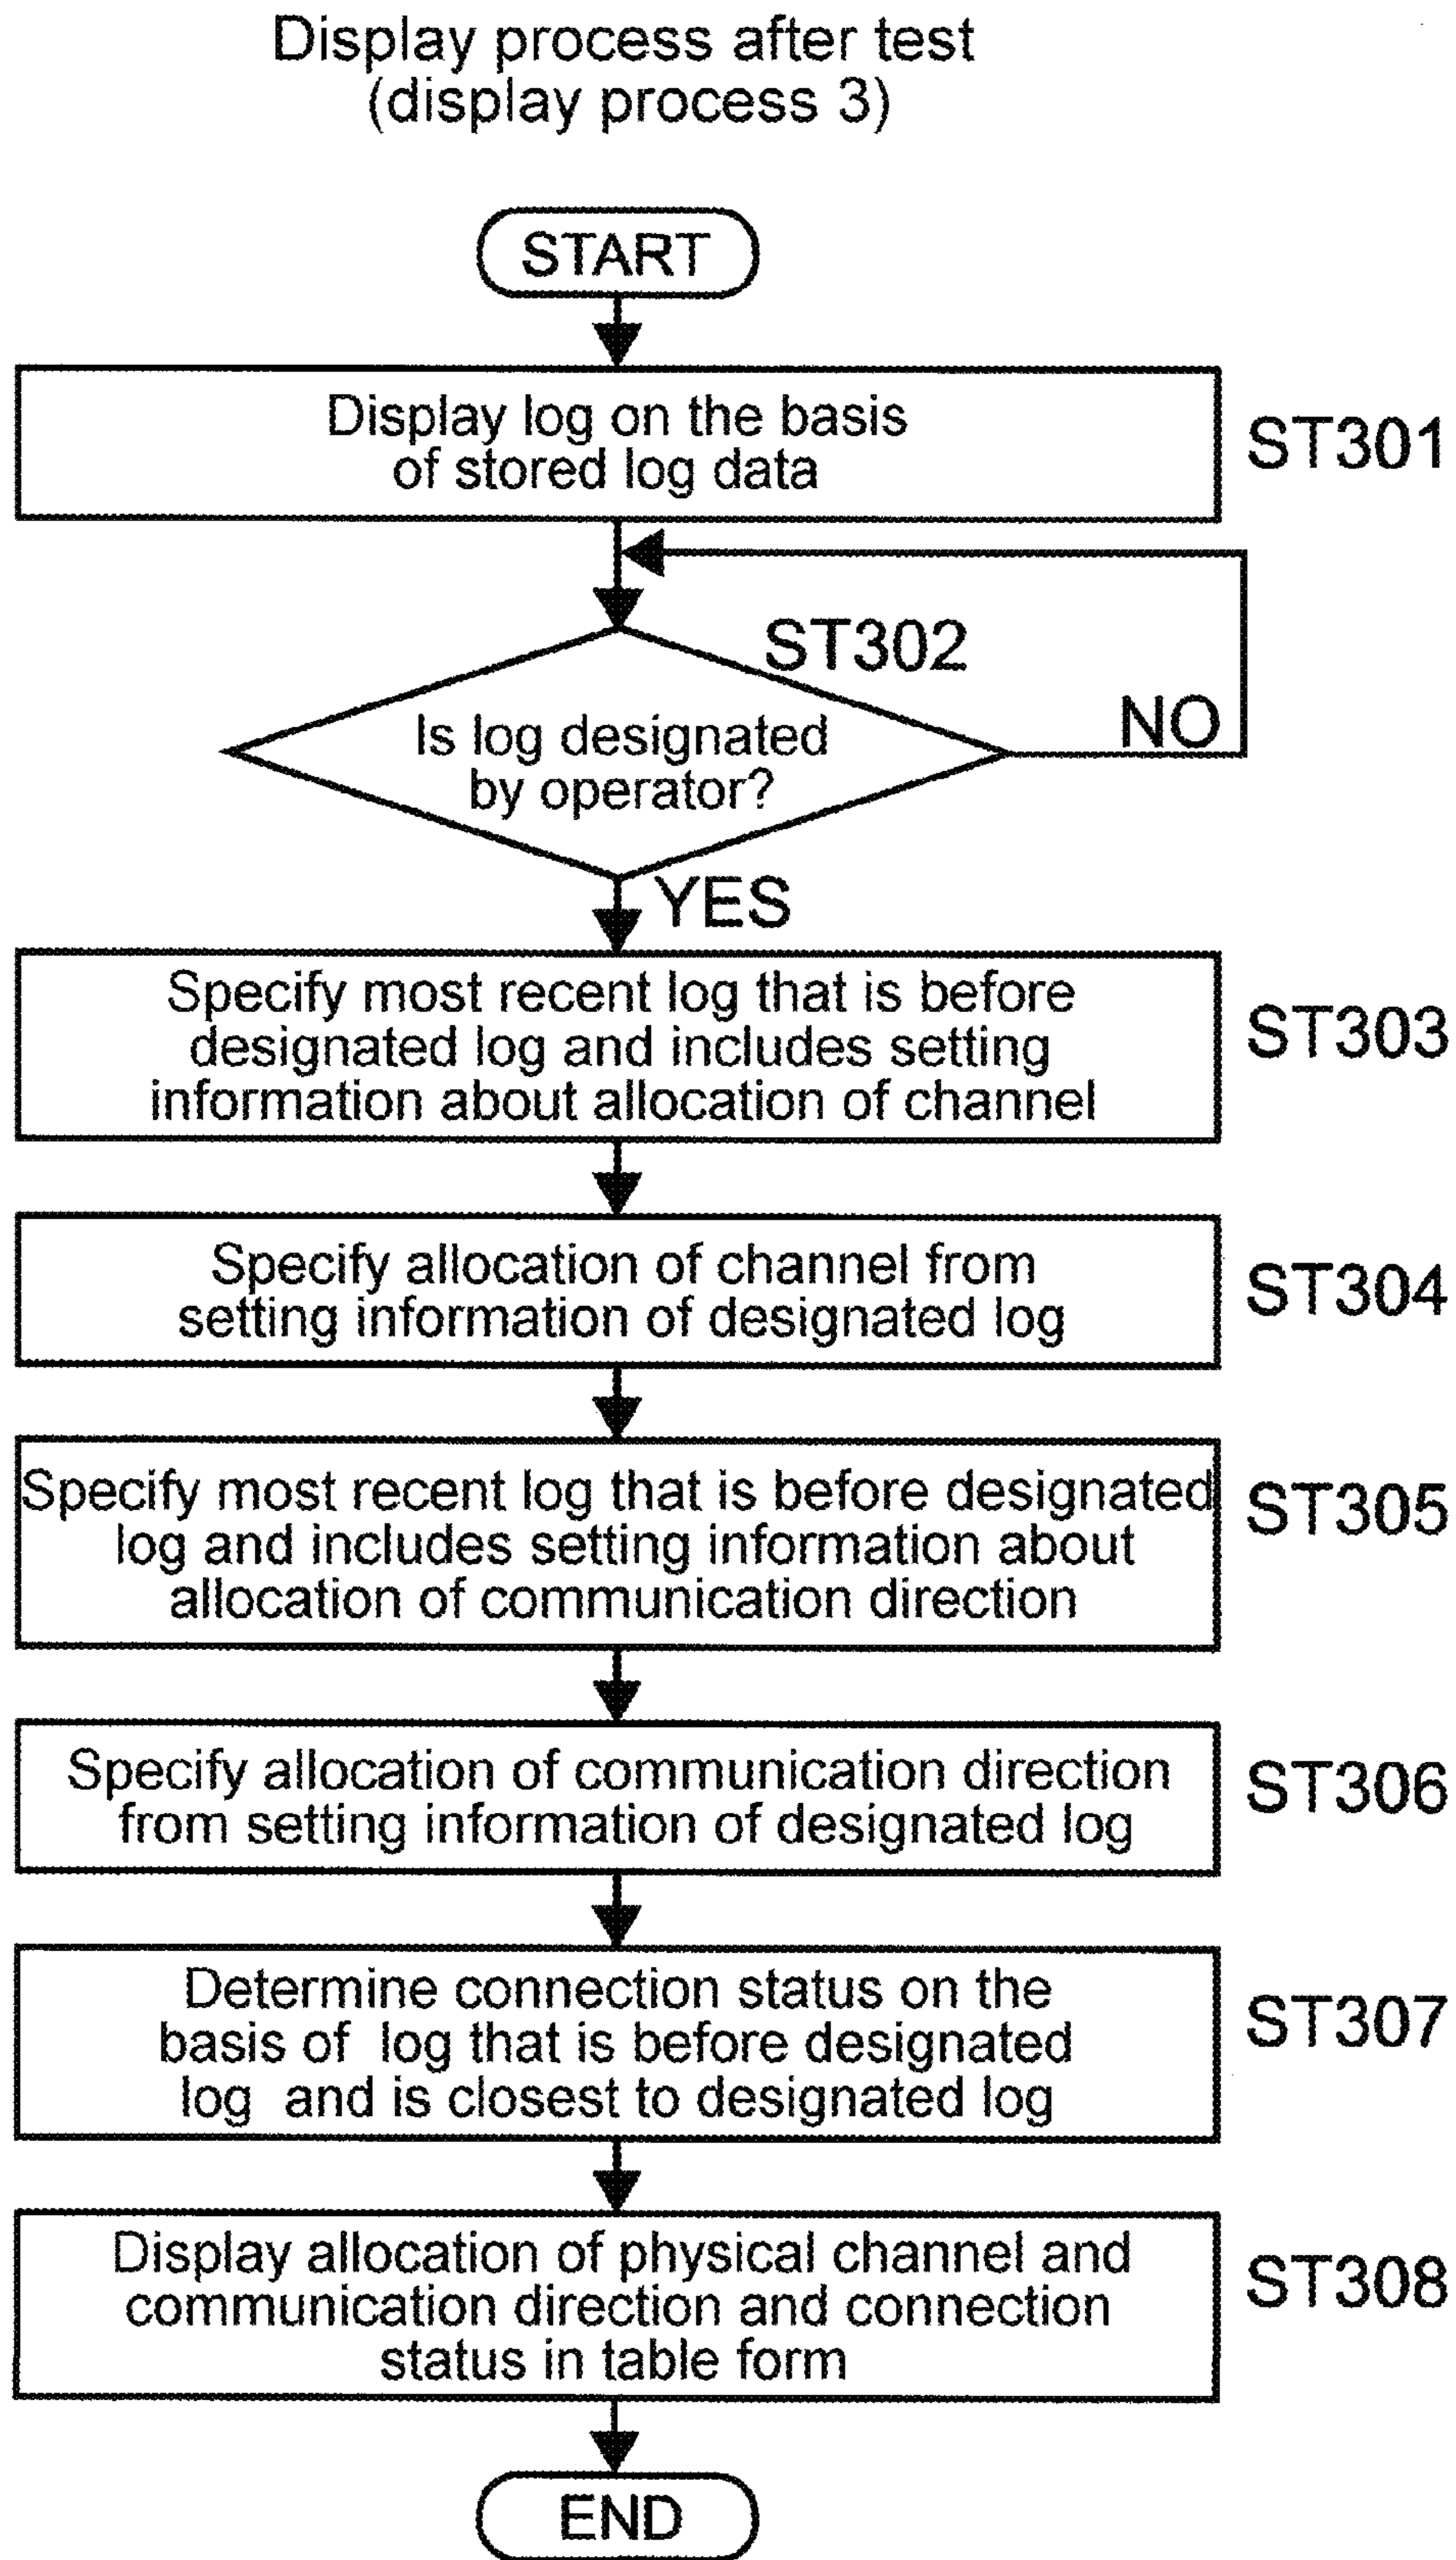 Display process after test
(display process 3)
START
Display log on the basis
of stored log data
ST301
ST302
Is log designated
by operator?
NO
YES
Specify most recent log that is before
designated log and includes setting
information about allocation of channel
ST303
Specify allocation of channel from
setting information of designated log
ST304
Specify most recent log that is before designated
log and includes setting information about
allocation of communication direction
ST305
Specify allocation of communication direction
from setting information of designated log
ST306
Determine connection status on the
basis of log that is before designated
log and is closest to designated log
ST307
Display allocation of physical channel and
communication direction and connection
status in table form
ST308
END